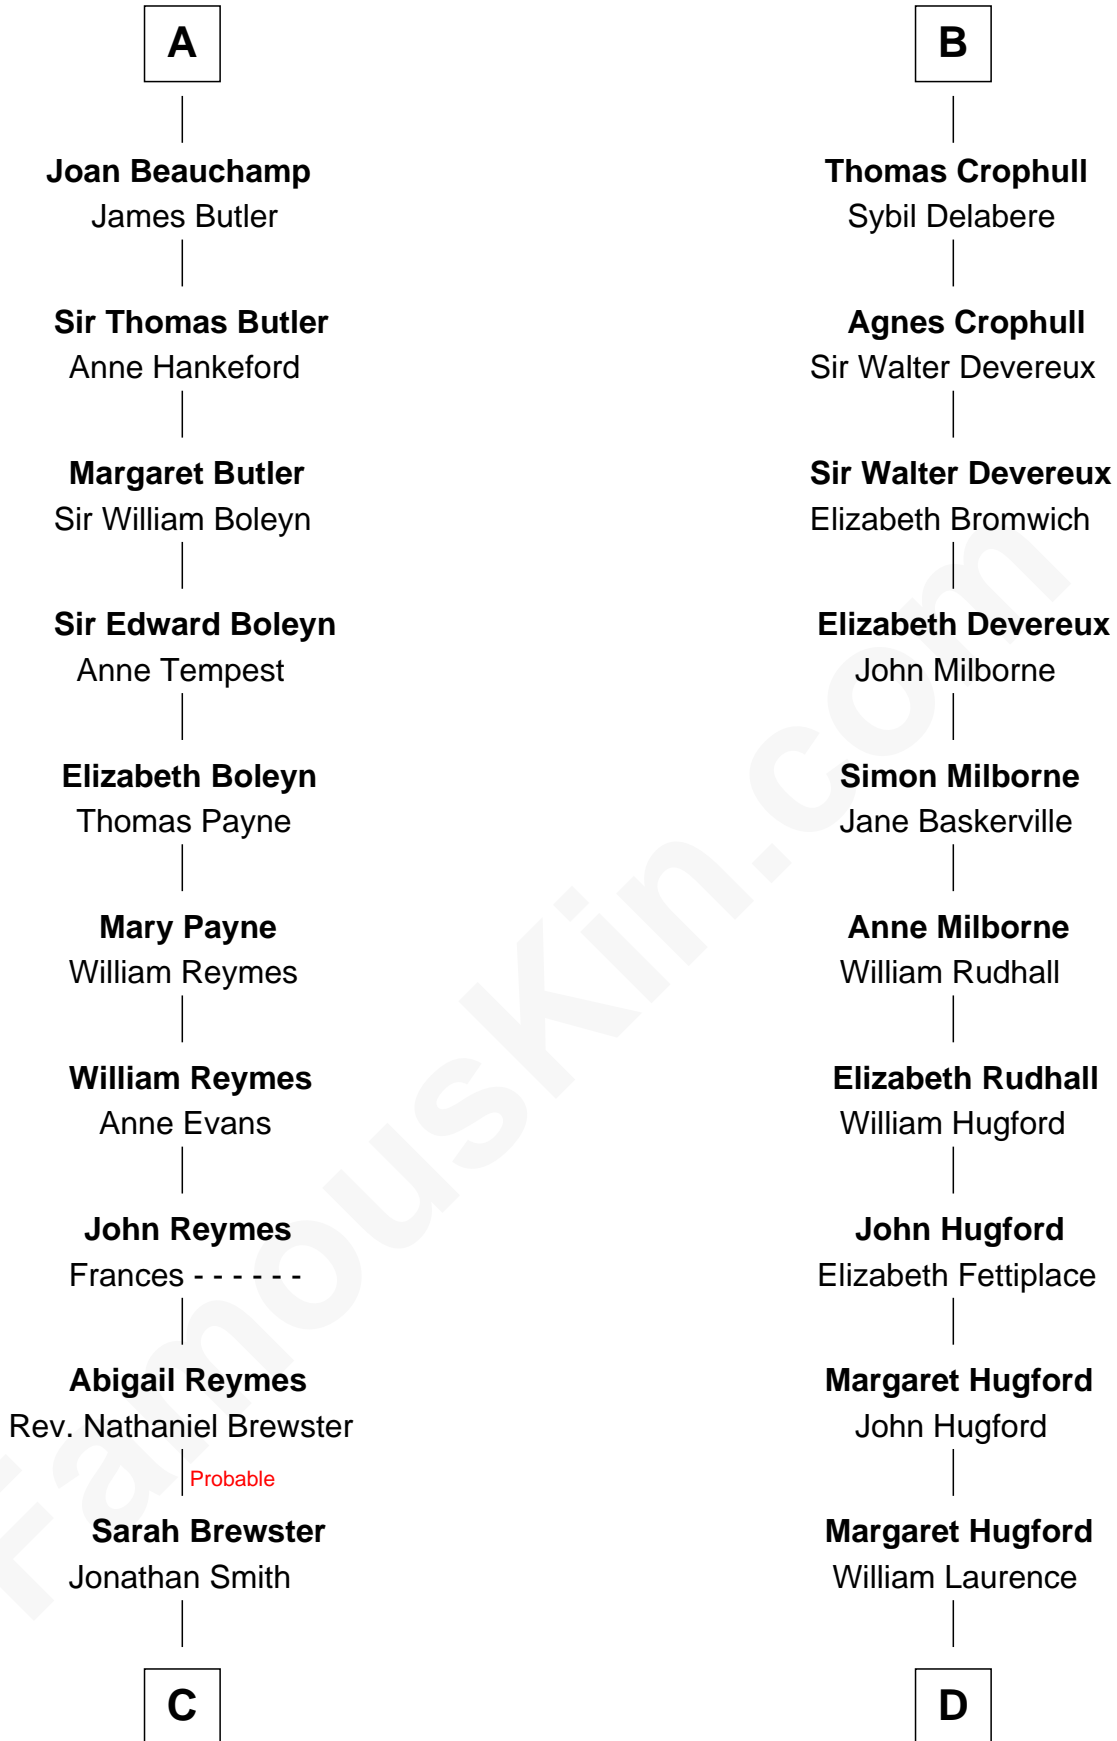 A
Joan Beauchamp
James Butler
Sir Thomas Butler
Anne Hankeford
Margaret Butler
Sir William Boleyn
Sir Edward Boleyn
Anne Tempest
Elizabeth Boleyn
Thomas Payne
Mary Payne
William Reymes
William Reymes
Anne Evans
John Reymes
Frances - - - - - -
Abigail Reymes
Rev. Nathaniel Brewster
Probable
Sarah Brewster
Jonathan Smith
C
B
Thomas Crophull
Sybil Delabere
Agnes Crophull
Sir Walter Devereux
Sir Walter Devereux
Elizabeth Bromwich
Elizabeth Devereux
John Milborne
Simon Milborne
Jane Baskerville
Anne Milborne
William Rudhall
Elizabeth Rudhall
William Hugford
John Hugford
Elizabeth Fettiplace
Margaret Hugford
John Hugford
Margaret Hugford
William Laurence
D
FamousKin.com